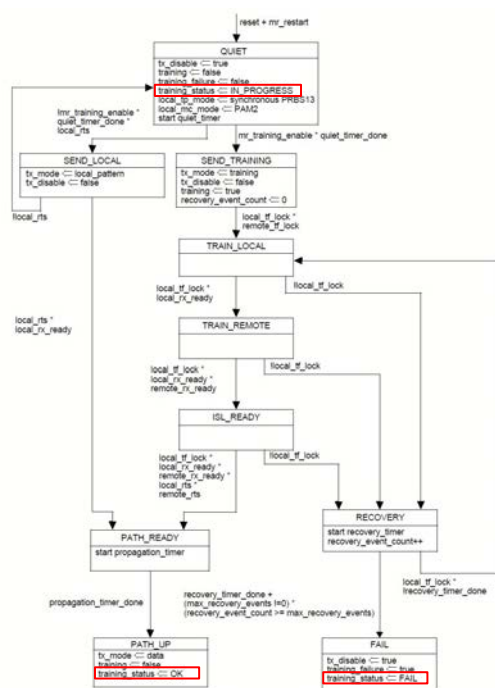 reset + mr_restart
QUIET
tx_disable ⇐ true
training ⇐ false
training_failure ⇐ false
training_status ⇐ IN_PROGRESS
local_tp_mode ⇐ synchronous PRBS13
local_mc_mode ⇐ PAM2
start quiet_timer
!mr_training_enable *
quiet_timer_done *
local_rts
mr_training_enable * quiet_timer_done
SEND_LOCAL
tx_mode ⇐ local_pattern
tx_disable ⇐ false
!local_rts
SEND_TRAINING
tx_mode ⇐ training
tx_disable ⇐ false
training ⇐ true
recovery_event_count ⇐ 0
local_tf_lock *
remote_tf_lock
TRAIN_LOCAL
local_tf_lock *
local_rx_ready
!local_tf_lock
local_rts *
local_rx_ready
TRAIN_REMOTE
local_tf_lock *
local_rx_ready *
remote_rx_ready
!local_tf_lock
ISL_READY
local_tf_lock *
local_rx_ready *
remote_rx_ready *
local_rts *
remote_rts
!local_tf_lock
PATH_READY
start propagation_timer
RECOVERY
start recovery_timer
recovery_event_count++
local_tf_lock *
!recovery_timer_done
propagation_timer_done
recovery_timer_done +
(max_recovery_events !=0) *
(recovery_event_count >= max_recovery_events)
PATH_UP
tx_mode ⇐ data
training ⇐ false
training_status ⇐ OK
FAIL
tx_disable ⇐ true
training_failure ⇐ true
training_status ⇐ FAIL